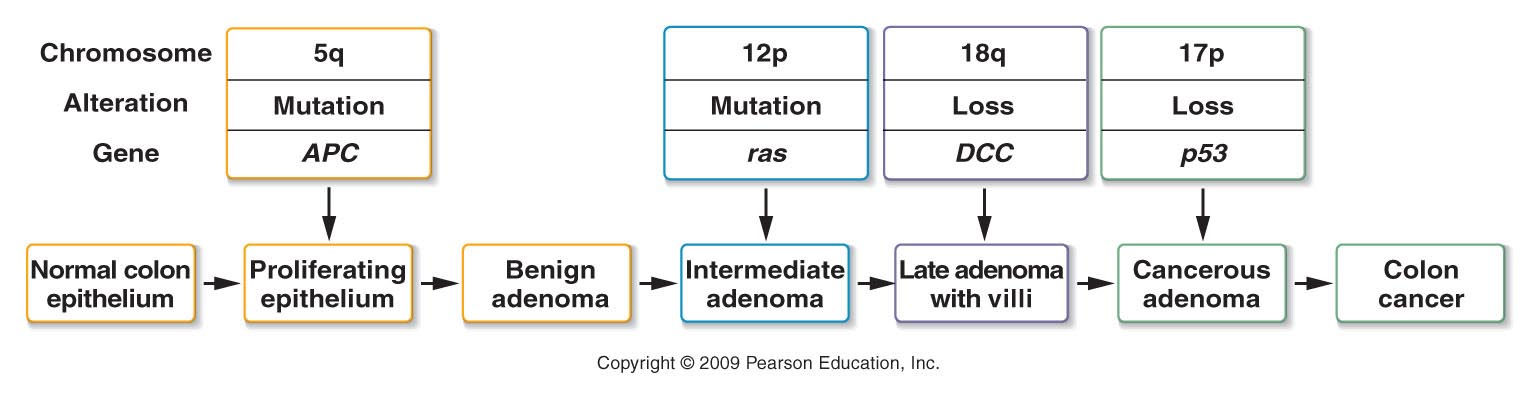 Chromosome 5q 12p 18q 17p
Alteration Mutation Mutation Loss Loss
Gene APC ras DCC p53
Normal colon Proliferating Benign Intermediate Late adenoma Cancerous Colon
epithelium epithelium adenoma adenoma with villi adenoma cancer
Copyright © 2009 Pearson Education, Inc.